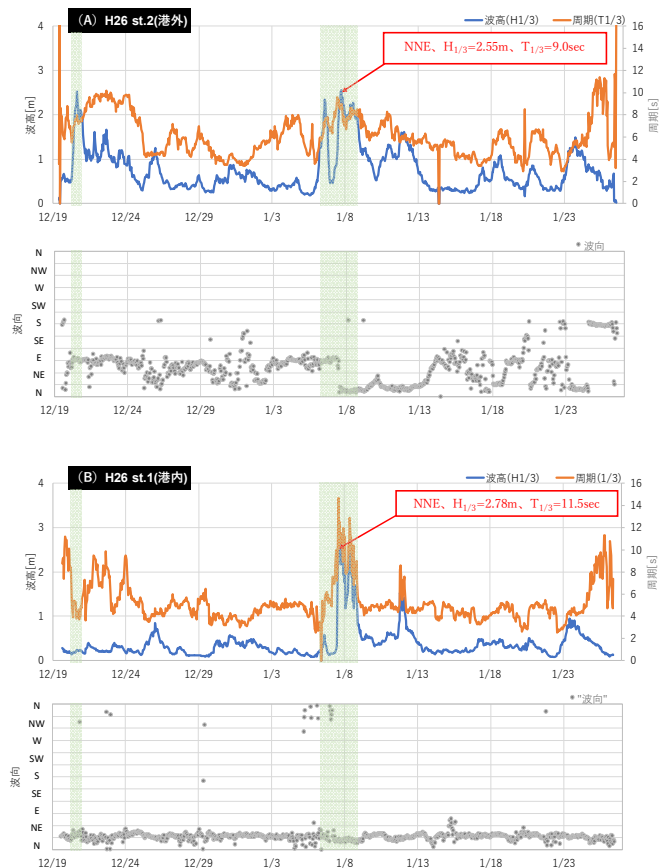 （A）H26 st.2(港外)
波高(H1/3) 周期(T1/3)
NNE、H1/3=2.55m、T1/3=9.0sec
波高[m]
4
3
2
1
0
周期[s]
16
14
12
10
8
6
4
2
0
12/19 12/24 12/29 1/3 1/8 1/13 1/18 1/23
波向
波向
N
NW
W
SW
S
SE
E
NE
N
12/19 12/24 12/29 1/3 1/8 1/13 1/18 1/23
（B）H26 st.1(港内)
波高(H1/3) 周期(1/3)
NNE、H1/3=2.78m、T1/3=11.5sec
波高[m]
4
3
2
1
0
周期[s]
16
14
12
10
8
6
4
2
0
12/19 12/24 12/29 1/3 1/8 1/13 1/18 1/23
"波向"
波向
N
NW
W
SW
S
SE
E
NE
N
12/19 12/24 12/29 1/3 1/8 1/13 1/18 1/23